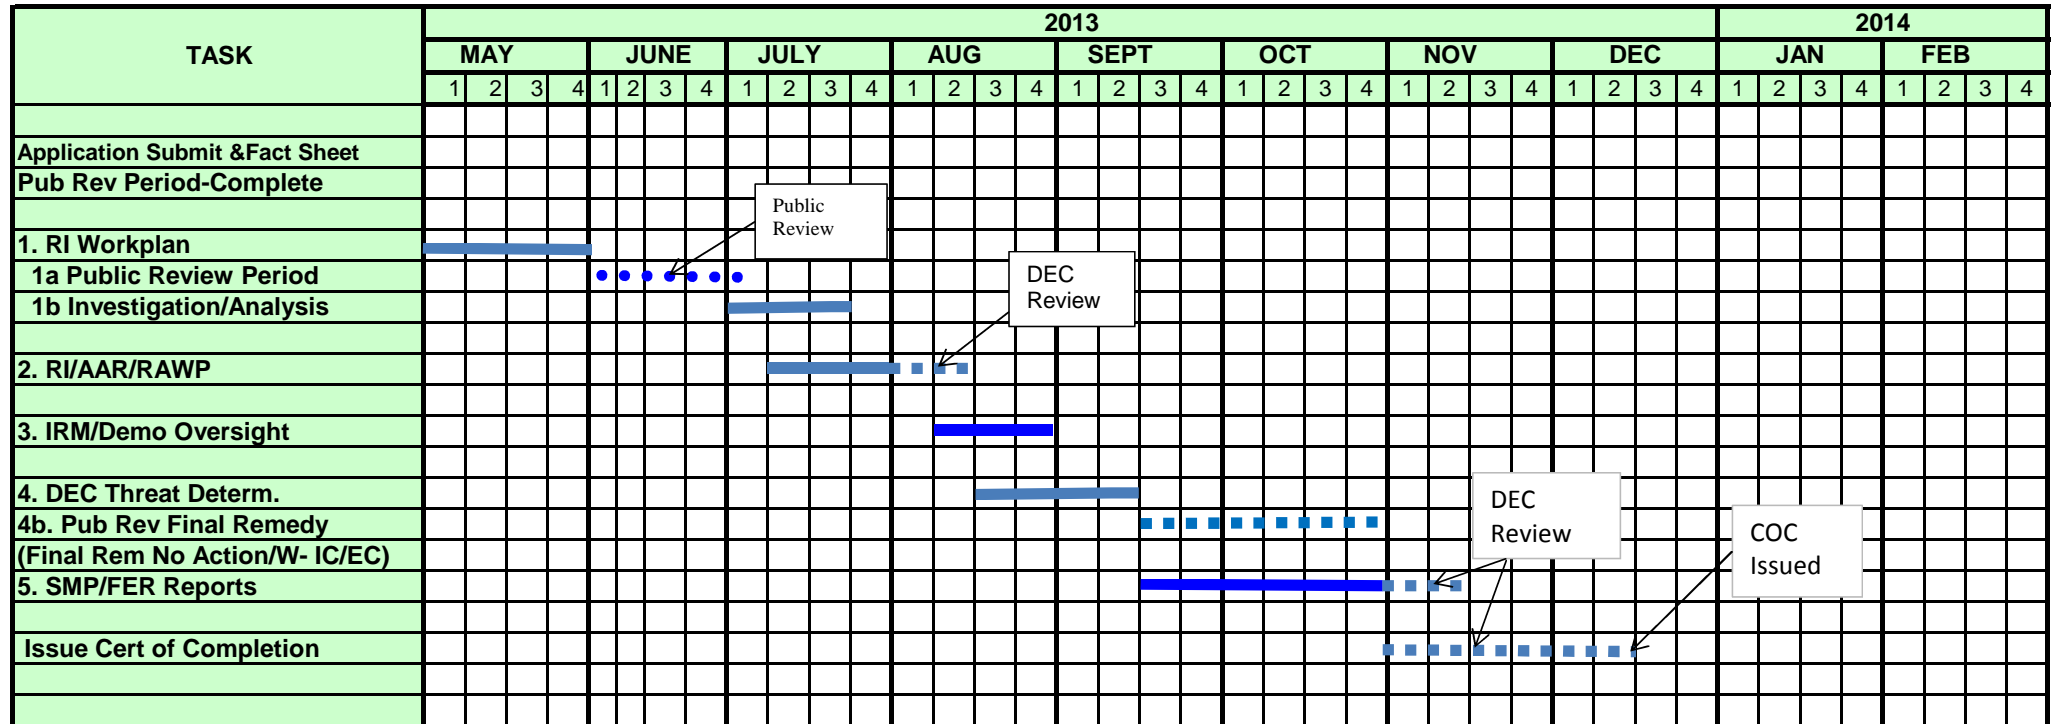 2013 2014
TASK MAY JUNE JULY AUG SEPT OCT NOV DEC JAN FEB
1 2 3 4 1 2 3 4 1 2 3 4 1 2 3 4 1 2 3 4 1 2 3 4 1 2 3 4 1 2 3 4 1 2 3 4 1 2 3 4
Application Submit &Fact Sheet
Pub Rev Period-Complete
Public
Review
1. RI Workplan
1a Public Review Period
DEC
Review
1b Investigation/Analysis
2. RI/AAR/RAWP
3. IRM/Demo Oversight
4. DEC Threat Determ.
DEC
Review
4b. Pub Rev Final Remedy
(Final Rem No Action/W- IC/EC)
COC
Issued
5. SMP/FER Reports
Issue Cert of Completion